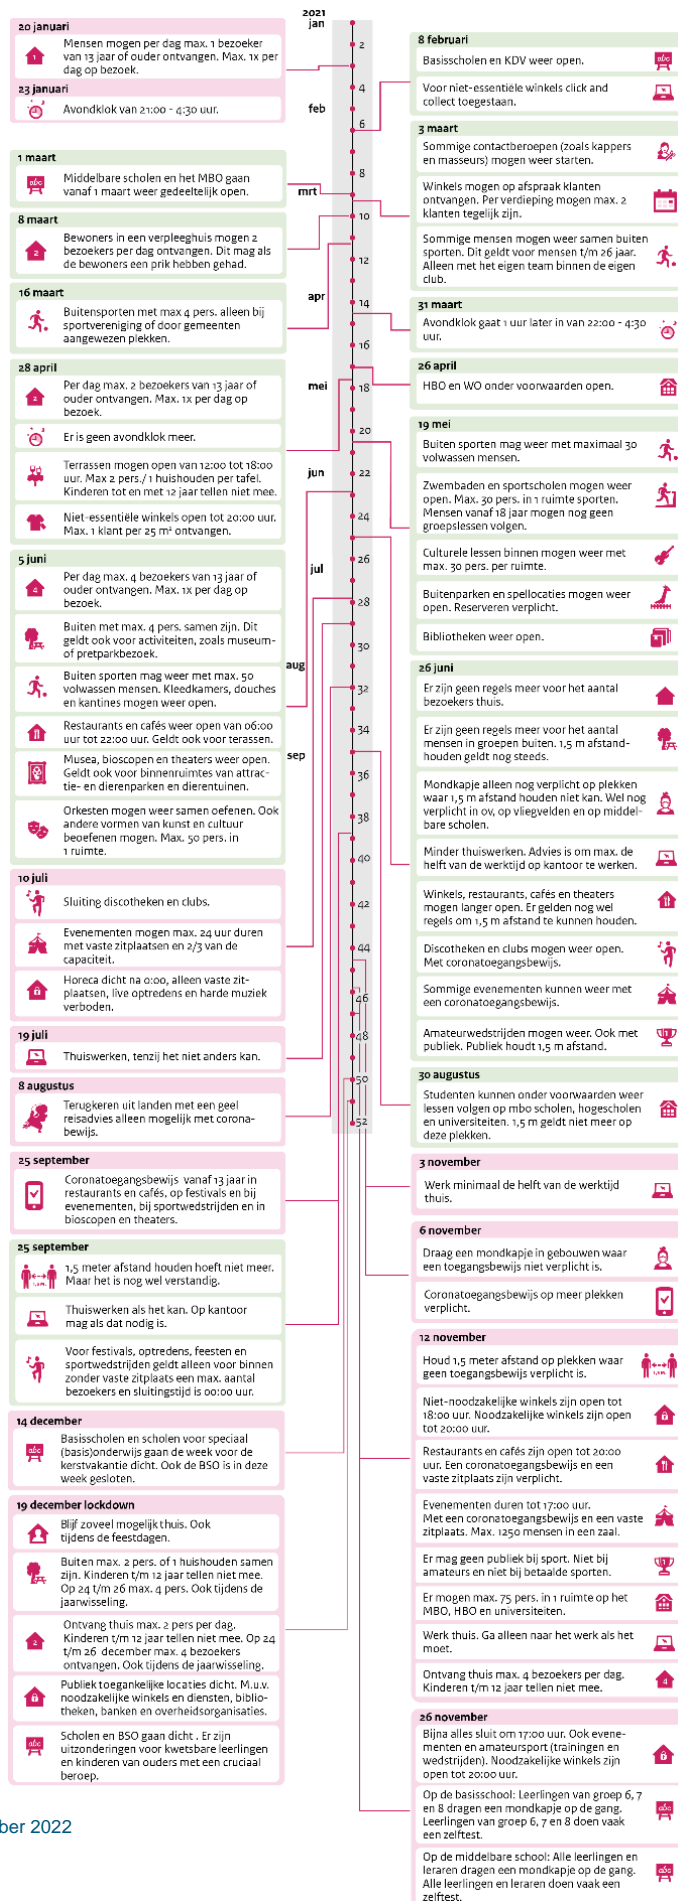 2021
jan
2
4
feb
6
8
mrt
10
12
apr
14
16
mei
18
20
22
jun
24
26
jul
28
30
aug
32
34
sep
36
38
40
42
44
46
48
50
52
20 januari
1
Mensen mogen per dag max. 1 bezoeker
van 13 jaar of ouder ontvangen. Max. 1x per
dag op bezoek.
23 januari
Avondklok van 21:00 - 4:30 uur.
1 maart
abc
Middelbare scholen en het MBO gaan
vanaf 1 maart weer gedeeltelijk open.
8 maart
2
Bewoners in een verpleeghuis mogen 2
bezoekers per dag ontvangen. Dit mag als
de bewoners een prik hebben gehad.
16 maart
Buitensporten met max 4 pers. alleen bij
sportvereniging of door gemeenten
aangewezen plekken.
28 april
2
Per dag max. 2 bezoekers van 13 jaar of
ouder ontvangen. Max. 1x per dag op
bezoek.
Er is geen avondklok meer.
Terrassen mogen open van 12:00 tot 18:00
uur. Max 2 pers./ 1 huishouden per tafel.
Kinderen tot en met 12 jaar tellen niet mee.
Niet-essentiële winkels open tot 20:00 uur.
Max. 1 klant per 25 m² ontvangen.
5 juni
4
Per dag max. 4 bezoekers van 13 jaar of
ouder ontvangen. Max. 1x per dag op
bezoek.
Buiten met max. 4 pers. samen zijn. Dit
geldt ook voor activiteiten, zoals museum-
of pretparkbezoek.
Buiten sporten mag weer met max. 50
volwassen mensen. Kleedkamers, douches
en kantines mogen weer open.
Restaurants en cafés weer open van 06:00
uur tot 22:00 uur. Geldt ook voor terassen.
Musea, bioscopen en theaters weer open.
Geldt ook voor binnenruimtes van attrac-
tie- en dierenparken en dierentuinen.
Orkesten mogen weer samen oefenen. Ook
andere vormen van kunst en cultuur
beoefenen mogen. Max. 50 pers. in
1 ruimte.
10 juli
Sluiting discotheken en clubs.
Evenementen mogen max. 24 uur duren
met vaste zitplaatsen en 2/3 van de
capaciteit.
Horeca dicht na 0:00, alleen vaste zit-
plaatsen, live optredens en harde muziek
verboden.
19 juli
Thuiswerken, tenzij het niet anders kan.
8 augustus
Terugkeren uit landen met een geel
reisadvies alleen mogelijk met corona-
bewijs.
25 september
Coronatoegangsbewijs vanaf 13 jaar in
restaurants en cafés, op festivals en bij
evenementen, bij sportwedstrijden en in
bioscopen en theaters.
25 september
1,5 meter afstand houden hoeft niet meer.
Maar het is nog wel verstandig.
Thuiswerken als het kan. Op kantoor
mag als dat nodig is.
Voor festivals, optredens, feesten en
sportwedstrijden geldt alleen voor binnen
zonder vaste zitplaats een max. aantal
bezoekers en sluitingstijd is 00:00 uur.
14 december
abc
Basisscholen en scholen voor speciaal
(basis)onderwijs gaan de week voor de
kerstvakantie dicht. Ook de BSO is in deze
week gesloten.
19 december lockdown
Blijf zoveel mogelijk thuis. Ook
tijdens de feestdagen.
Buiten max. 2 pers. of 1 huishouden samen
zijn. Kinderen t/m 12 jaar tellen niet mee.
Op 24 t/m 26 max. 4 pers. Ook tijdens de
jaarwisseling.
2
Ontvang thuis max. 2 pers per dag.
Kinderen t/m 12 jaar tellen niet mee. Op 24
t/m 26 december max. 4 bezoekers
ontvangen. Ook tijdens de jaarwisseling.
Publiek toegankelijke locaties dicht. M.u.v.
noodzakelijke winkels en diensten, biblio-
theken, banken en overheidsorganisaties.
abc
Scholen en BSO gaan dicht . Er zijn
uitzonderingen voor kwetsbare leerlingen
en kinderen van ouders met een cruciaal
beroep.
ber 2022
8 februari
Basisscholen en KDV weer open.
abc
Voor niet-essentiële winkels click and
collect toegestaan.
3 maart
Sommige contactberoepen (zoals kappers
en masseurs) mogen weer starten.
Winkels mogen op afspraak klanten
ontvangen. Per verdieping mogen max. 2
klanten tegelijk zijn.
Sommige mensen mogen weer samen buiten
sporten. Dit geldt voor mensen t/m 26 jaar.
Alleen met het eigen team binnen de eigen
club.
31 maart
Avondklok gaat 1 uur later in van 22:00 - 4:30
uur.
26 april
HBO en WO onder voorwaarden open.
19 mei
Buiten sporten mag weer met maximaal 30
volwassen mensen.
Zwembaden en sportscholen mogen weer
open. Max. 30 pers. in 1 ruimte sporten.
Mensen vanaf 18 jaar mogen nog geen
groepslessen volgen.
Culturele lessen binnen mogen weer met
max. 30 pers. per ruimte.
Buitenparken en spellocaties mogen weer
open. Reserveren verplicht.
Bibliotheken weer open.
26 juni
Er zijn geen regels meer voor het aantal
bezoekers thuis.
Er zijn geen regels meer voor het aantal
mensen in groepen buiten. 1,5 m afstand-
houden geldt nog steeds.
Mondkapje alleen nog verplicht op plekken
waar 1,5 m afstand houden niet kan. Wel nog
verplicht in ov, op vliegvelden en op middel-
bare scholen.
Minder thuiswerken. Advies is om max. de
helft van de werktijd op kantoor te werken.
Winkels, restaurants, cafés en theaters
mogen langer open. Er gelden nog wel
regels om 1,5 m afstand te kunnen houden.
Discotheken en clubs mogen weer open.
Met coronatoegangsbewijs.
Sommige evenementen kunnen weer met
een coronatoegangsbewijs.
Amateurwedstrijden mogen weer. Ook met
publiek. Publiek houdt 1,5 m afstand.
30 augustus
Studenten kunnen onder voorwaarden weer
lessen volgen op mbo scholen, hogescholen
en universiteiten. 1,5 m geldt niet meer op
deze plekken.
3 november
Werk minimaal de helft van de werktijd
thuis.
6 november
Draag een mondkapje in gebouwen waar
een toegangsbewijs niet verplicht is.
Coronatoegangsbewijs op meer plekken
verplicht.
12 november
Houd 1,5 meter afstand op plekken waar
geen toegangsbewijs verplicht is.
Niet-noodzakelijke winkels zijn open tot
18:00 uur. Noodzakelijke winkels zijn open
tot 20:00 uur.
Restaurants en cafés zijn open tot 20:00
uur. Een coronatoegangsbewijs en een
vaste zitplaats zijn verplicht.
Evenementen duren tot 17:00 uur.
Met een coronatoegangsbewijs en een vaste
zitplaats. Max. 1250 mensen in een zaal.
Er mag geen publiek bij sport. Niet bij
amateurs en niet bij betaalde sporten.
Er mogen max. 75 pers. in 1 ruimte op het
MBO, HBO en universiteiten.
Werk thuis. Ga alleen naar het werk als het
moet.
Ontvang thuis max. 4 bezoekers per dag.
Kinderen t/m 12 jaar tellen niet mee.
4
26 november
Bijna alles sluit om 17:00 uur. Ook evene-
menten en amateursport (trainingen en
wedstrijden). Noodzakelijke winkels zijn
open tot 20:00 uur.
Op de basisschool: Leerlingen van groep 6, 7
en 8 dragen een mondkapje op de gang.
Leerlingen van groep 6, 7 en 8 doen vaak
een zelftest.
abc
Op de middelbare school: Alle leerlingen en
leraren dragen een mondkapje op de gang.
Alle leerlingen en leraren doen vaak een
zelftest.
abc